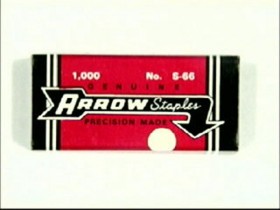 1,000 No. S-66
GENUINE
ARROW Staples
PRECISION MADE